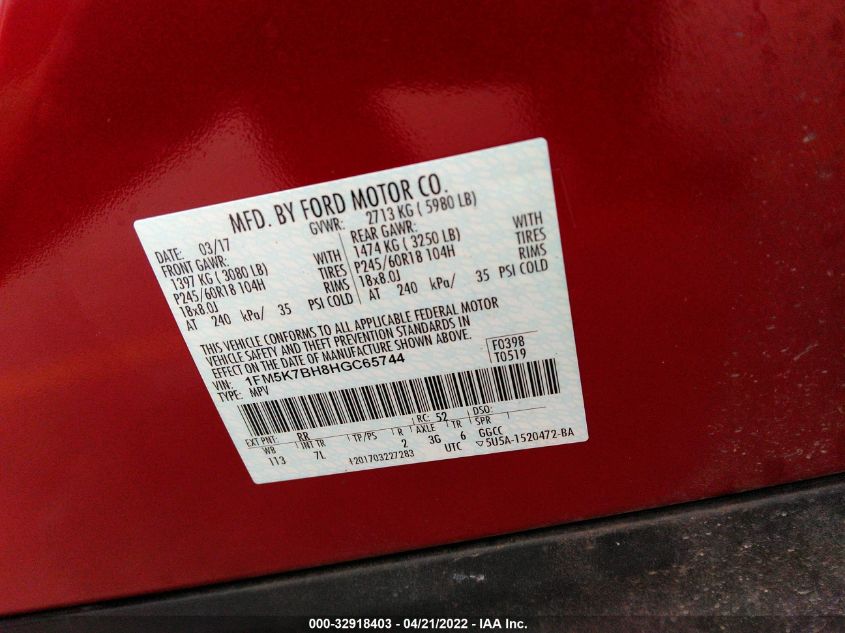 MFD. BY FORD MOTOR CO.
DATE: 03/17 GVWR: 2713 KG ( 5980 LB)
FRONT GAWR: REAR GAWR:
1397 KG ( 3080 LB) WITH 1474 KG ( 3250 LB) WITH
P245/60R18 104H TIRES P245/60R18 104H TIRES
18x8.0J RIMS 18x8.0J RIMS
AT 240 kPa/ 35 PSI COLD AT 240 kPa/ 35 PSI COLD
THIS VEHICLE CONFORMS TO ALL APPLICABLE FEDERAL MOTOR
VEHICLE SAFETY AND THEFT PREVENTION STANDARDS IN
EFFECT ON THE DATE OF MANUFACTURE SHOWN ABOVE.
VIN: 1FM5K7BH8HGC65744 F0398
TYPE: MPV T0519
EXT PNT: RR RC: 52 DSO:
WB INT TR TP/PS R AXLE TR SPR
113 7L 2 3G 6 GGCC
†201703227283 UTC ▽5U5A-1520472-BA
000-32918403 - 04/21/2022 - IAA Inc.